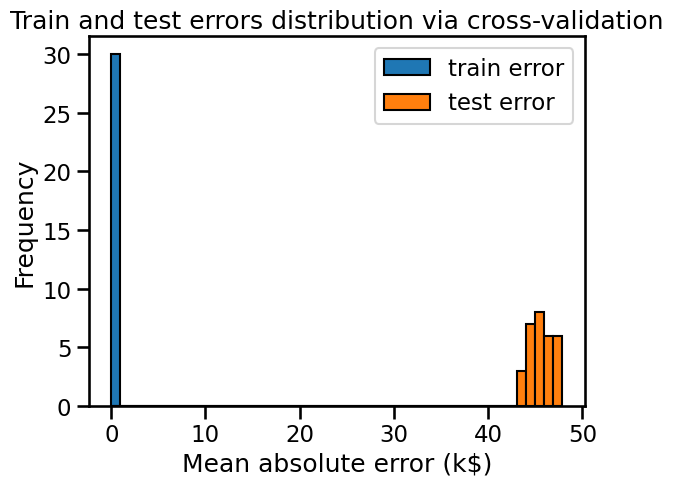 Train and test errors distribution via cross-validation
train error
test error
Frequency
30
25
20
15
10
5
0
0 10 20 30 40 50
Mean absolute error (k$)